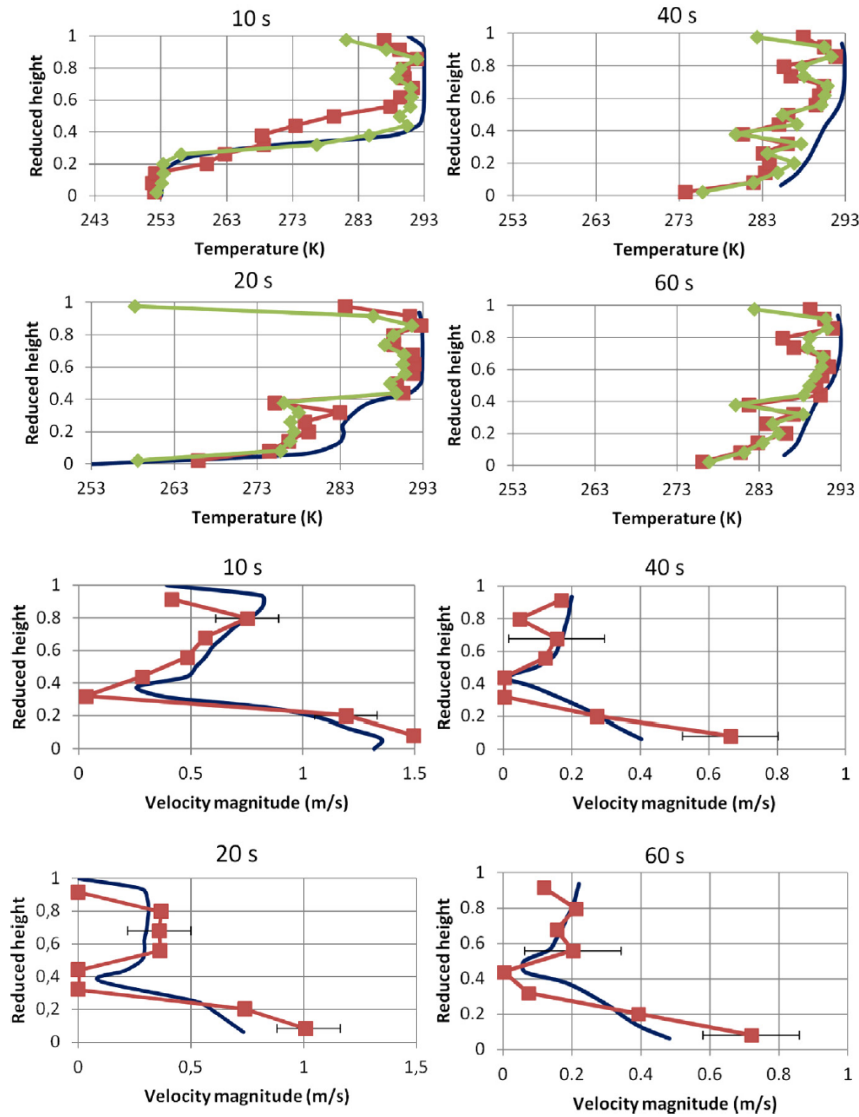 10 s
Reduced height
1
0.8
0.6
0.4
0.2
0
243 253 263 273 283 293
Temperature (K)
40 s
Reduced height
1
0.8
0.6
0.4
0.2
0
253 263 273 283 293
Temperature (K)
20 s
Reduced height
1
0.8
0.6
0.4
0.2
0
253 263 273 283 293
Temperature (K)
60 s
Reduced height
1
0.8
0.6
0.4
0.2
0
253 263 273 283 293
Temperature (K)
10 s
Reduced height
1
0.8
0.6
0.4
0.2
0
0 0.5 1 1.5
Velocity magnitude (m/s)
40 s
Reduced height
1
0.8
0.6
0.4
0.2
0
0 0.2 0.4 0.6 0.8 1
Velocity magnitude (m/s)
20 s
Reduced height
1
0,8
0,6
0,4
0,2
0
0 0,5 1 1,5
Velocity magnitude (m/s)
60 s
Reduced height
1
0.8
0.6
0.4
0.2
0
0 0.2 0.4 0.6 0.8 1
Velocity magnitude (m/s)